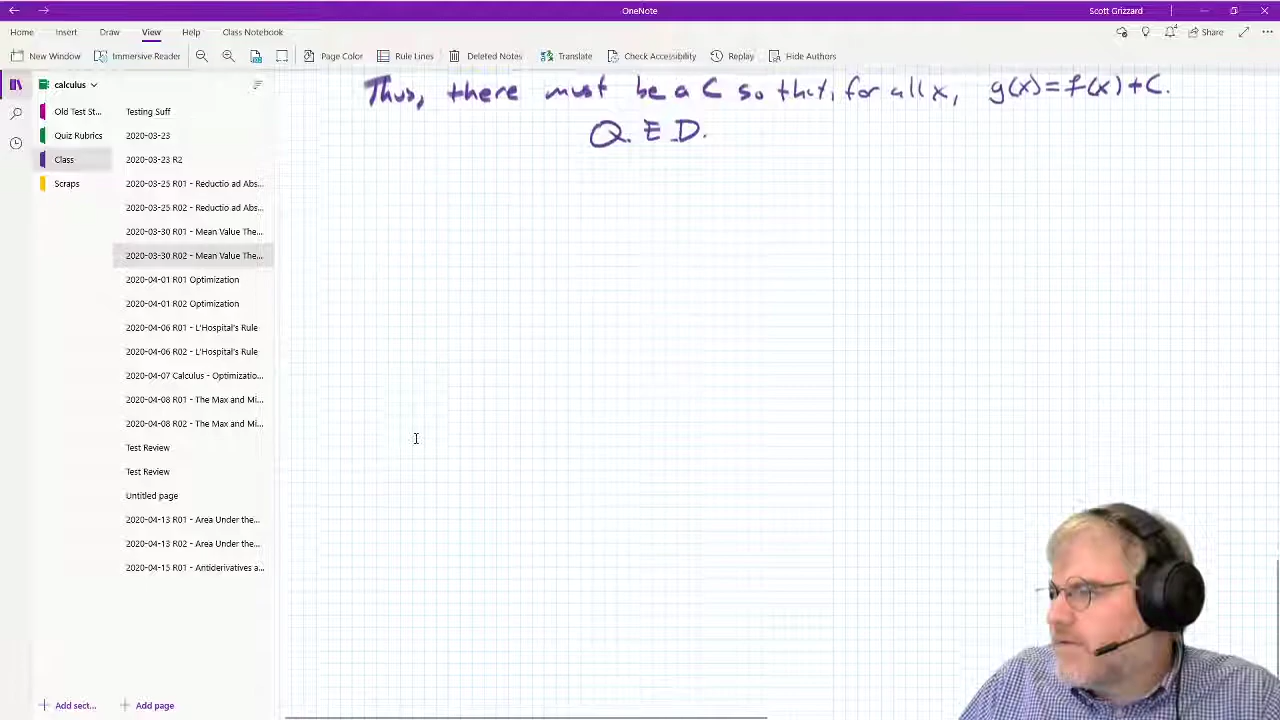 OneNote
Scott Grizzard
Home Insert Draw View Help Class Notebook
Share
New Window Immersive Reader Page Color Rule Lines Deleted Notes Translate Check Accessibility Replay Hide Authors
calculus
Old Test St...
Quiz Rubrics
Class
Scraps
Testing Suff
2020-03-23
2020-03-23 R2
2020-03-25 R01 - Reductio ad Abs...
2020-03-25 R02 - Reductio ad Abs...
2020-03-30 R01 - Mean Value The...
2020-03-30 R02 - Mean Value The...
2020-04-01 R01 Optimization
2020-04-01 R02 Optimization
2020-04-06 R01 - L'Hospital's Rule
2020-04-06 R02 - L'Hospital's Rule
2020-04-07 Calculus - Optimizatio...
2020-04-08 R01 - The Max and Mi...
2020-04-08 R02 - The Max and Mi...
Test Review
Test Review
Untitled page
2020-04-13 R01 - Area Under the...
2020-04-13 R02 - Area Under the...
2020-04-15 R01 - Antiderivatives a...
Add sect...
Add page
Thus, there must be a C so that, for all x, g(x)=f(x)+C.
Q.E.D.